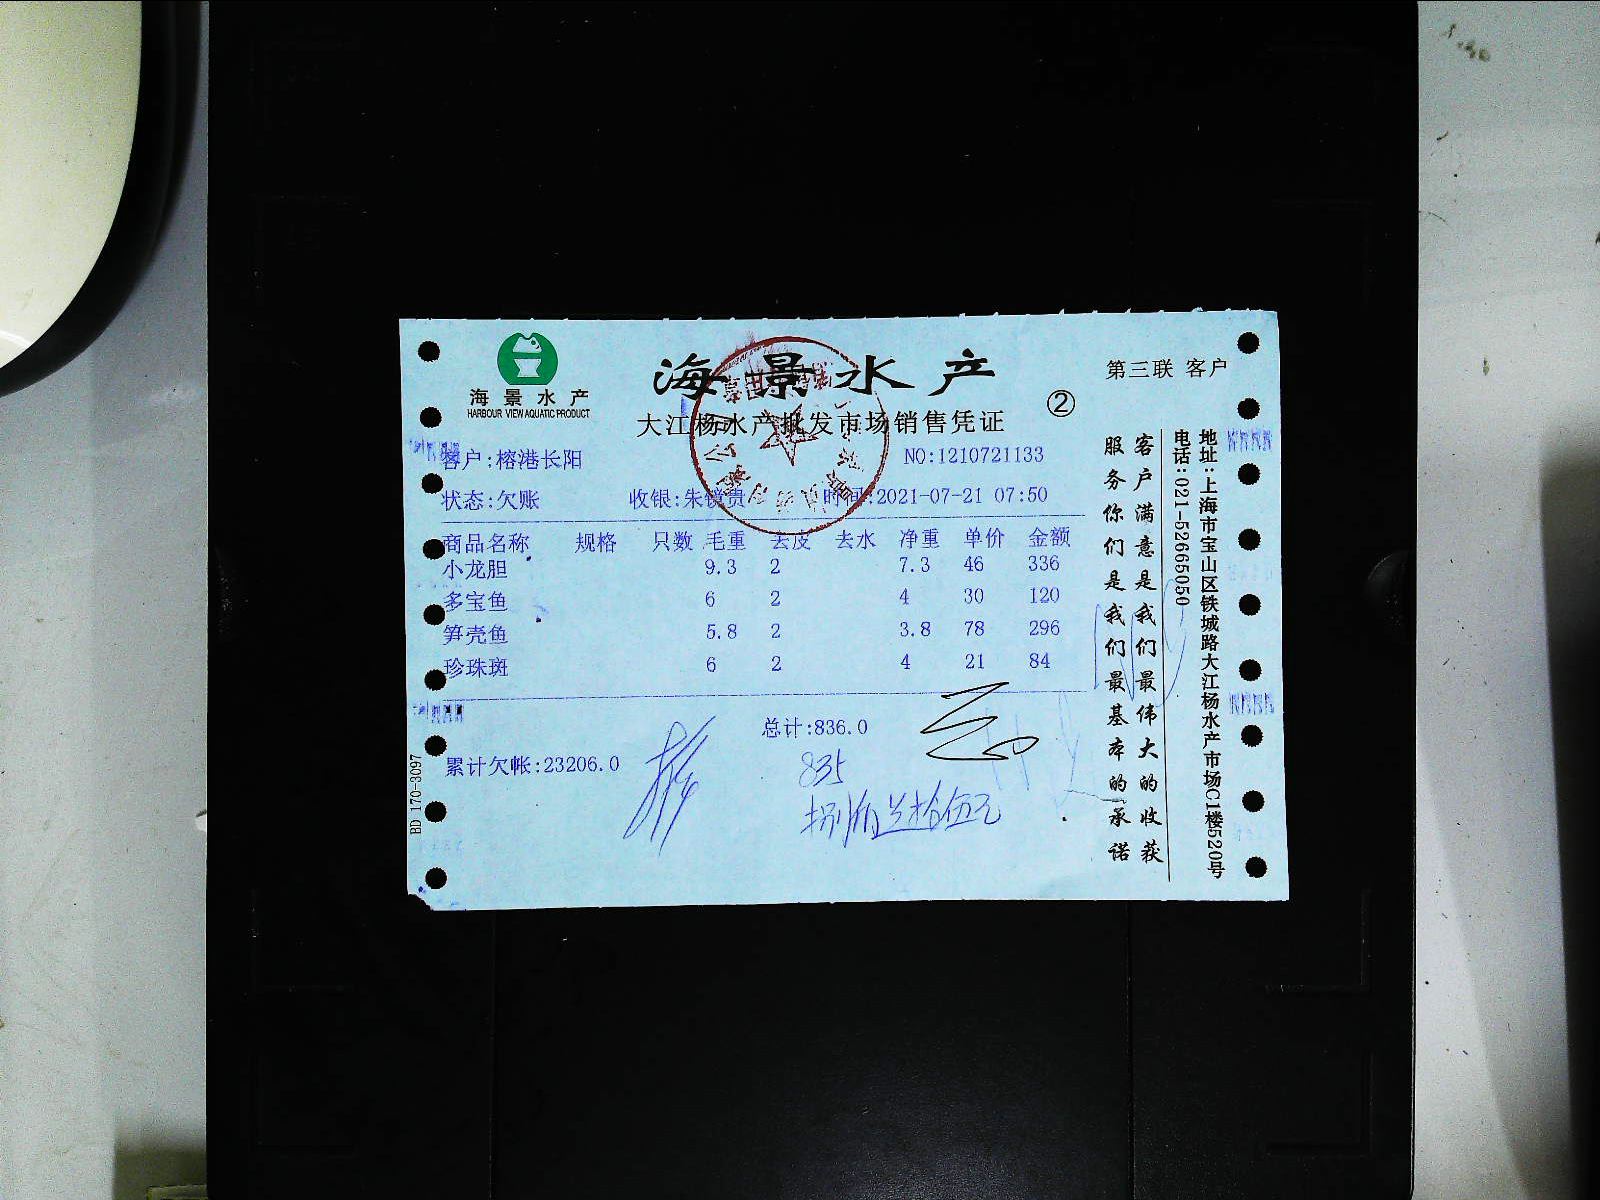 海景水产
HARBOUR VIEW AQUATIC PRODUCT
海景水产
大江杨水产批发市场销售凭证
②
第三联 客户
客户:榕港长阳 NO:1210721133
状态:欠账 收银:朱镜贵 时间:2021-07-21 07:50
商品名称 规格 只数 毛重 去皮 去水 净重 单价 金额
小龙胆 9.3 2 7.3 46 336
多宝鱼 6 2 4 30 120
笋壳鱼 5.8 2 3.8 78 296
珍珠斑 6 2 4 21 84
总计:836.0
累计欠帐:23206.0
835
捌佰叁拾伍元
BD 170-3097
客户满意是我们最伟大的收获
服务你们是我们最基本的承诺
地址:上海市宝山区铁城路大江杨水产市场C1楼520号
电话:021-52665050